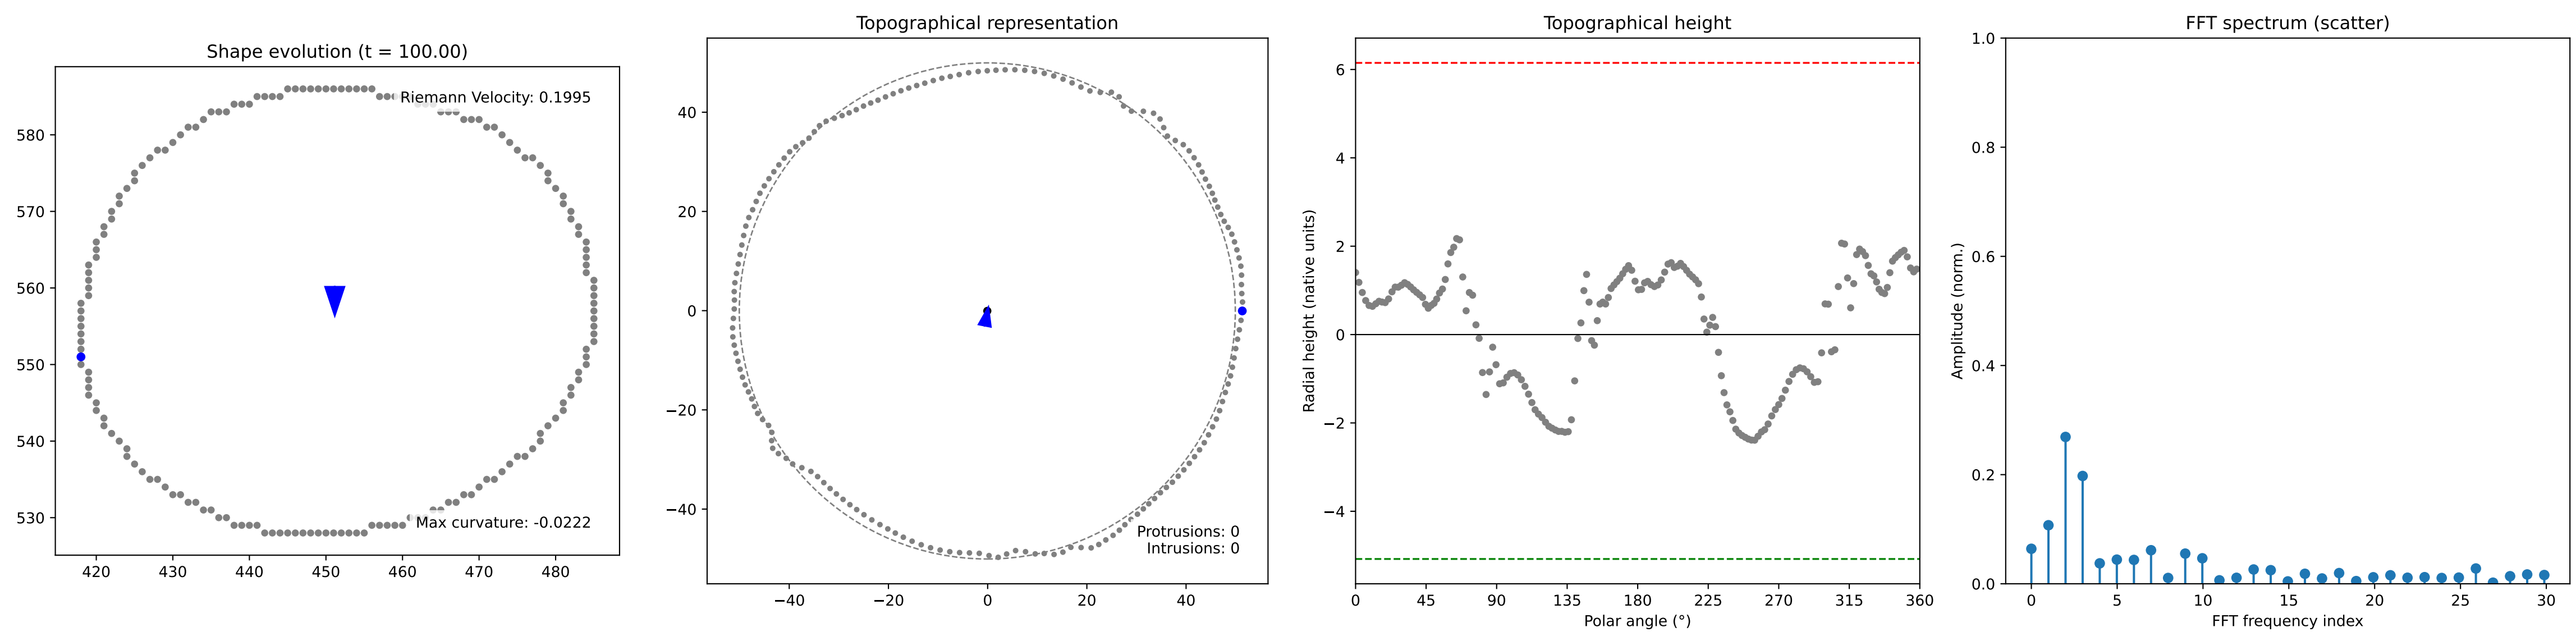 Shape evolution (t = 100.00)
Riemann Velocity: 0.1995
Max curvature: -0.0222
580
570
560
550
540
530
420 430 440 450 460 470 480
Topographical representation
40
20
0
−20
−40
Protrusions: 0
Intrusions: 0
−40 −20 0 20 40
Topographical height
Radial height (native units)
6
4
2
0
−2
−4
0 45 90 135 180 225 270 315 360
Polar angle (°)
FFT spectrum (scatter)
Amplitude (norm.)
1.0
0.8
0.6
0.4
0.2
0.0
0 5 10 15 20 25 30
FFT frequency index